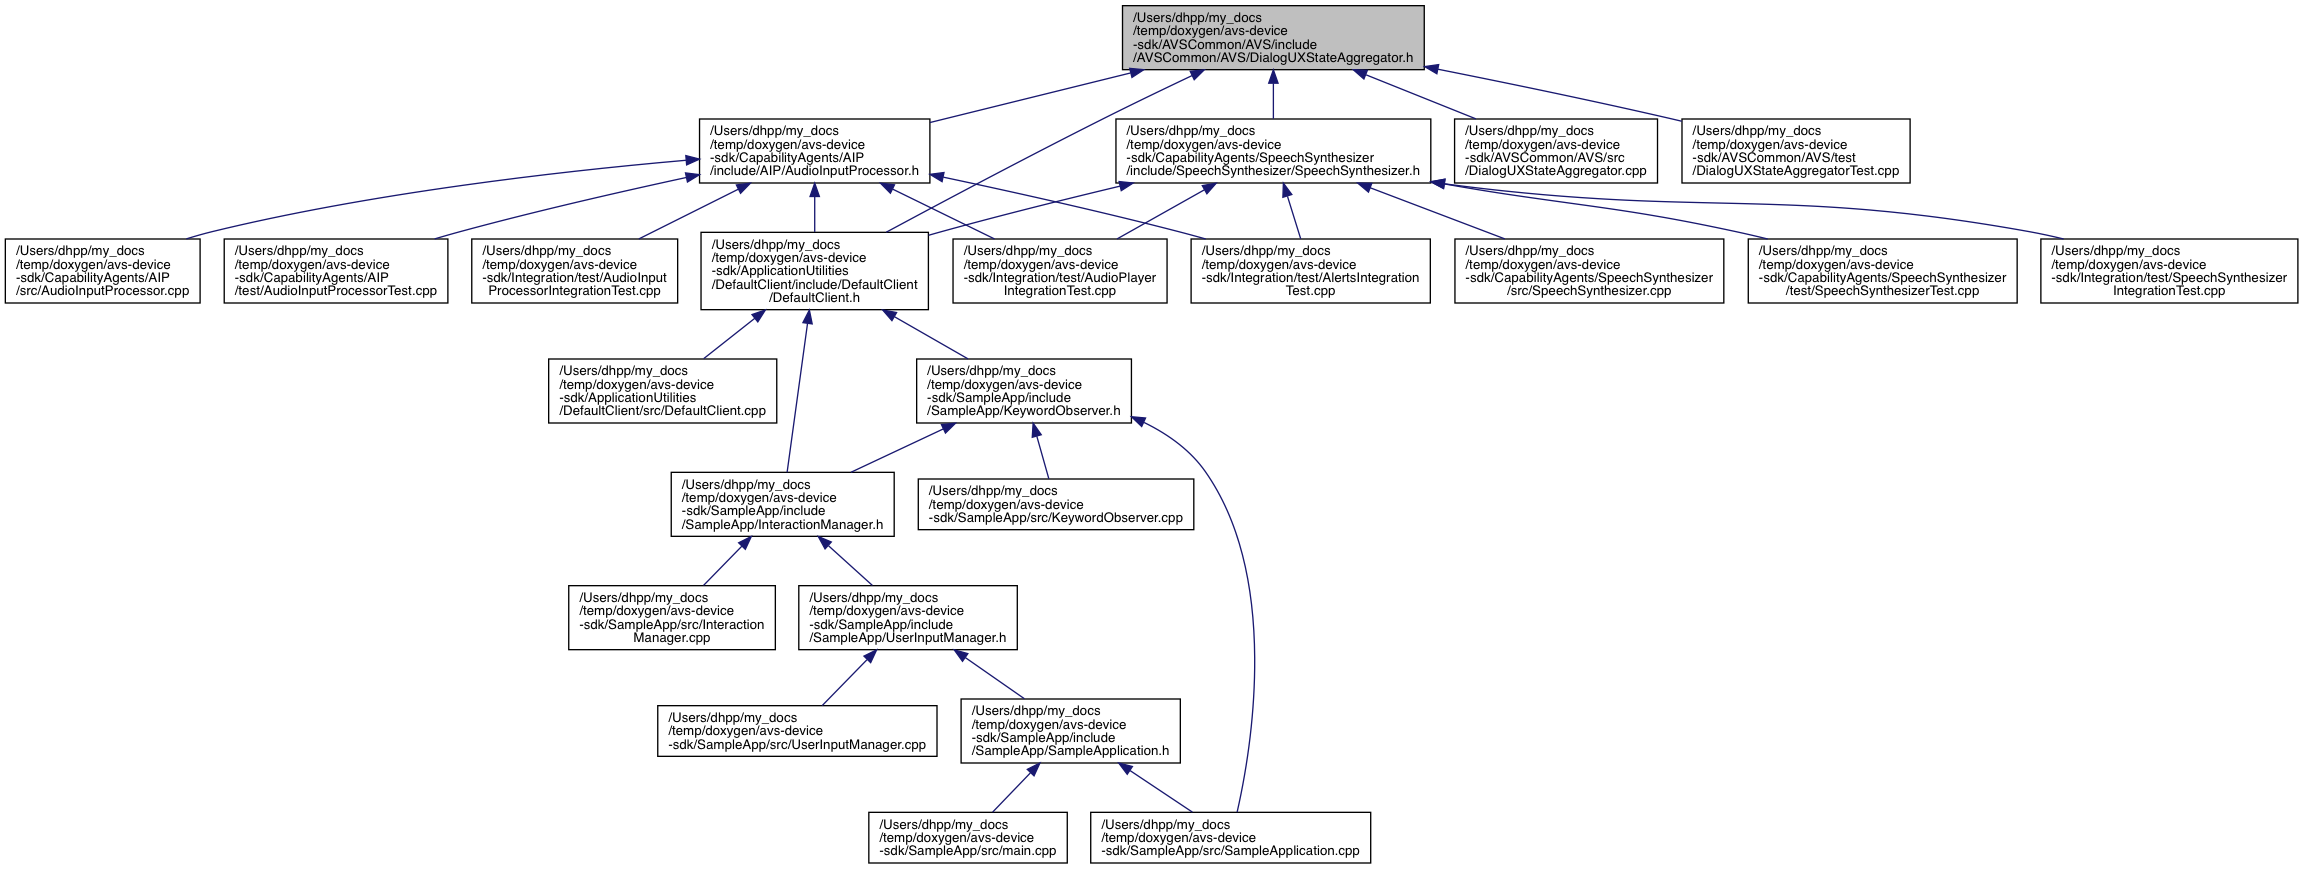 /Users/dhpp/my_docs
/temp/doxygen/avs-device
-sdk/AVSCommon/AVS/include
/AVSCommon/AVS/DialogUXStateAggregator.h
/Users/dhpp/my_docs
/temp/doxygen/avs-device
-sdk/CapabilityAgents/AIP
/include/AIP/AudioInputProcessor.h
/Users/dhpp/my_docs
/temp/doxygen/avs-device
-sdk/CapabilityAgents/SpeechSynthesizer
/include/SpeechSynthesizer/SpeechSynthesizer.h
/Users/dhpp/my_docs
/temp/doxygen/avs-device
-sdk/AVSCommon/AVS/src
/DialogUXStateAggregator.cpp
/Users/dhpp/my_docs
/temp/doxygen/avs-device
-sdk/AVSCommon/AVS/test
/DialogUXStateAggregatorTest.cpp
/Users/dhpp/my_docs
/temp/doxygen/avs-device
-sdk/CapabilityAgents/AIP
/src/AudioInputProcessor.cpp
/Users/dhpp/my_docs
/temp/doxygen/avs-device
-sdk/CapabilityAgents/AIP
/test/AudioInputProcessorTest.cpp
/Users/dhpp/my_docs
/temp/doxygen/avs-device
-sdk/Integration/test/AudioInput
ProcessorIntegrationTest.cpp
/Users/dhpp/my_docs
/temp/doxygen/avs-device
-sdk/ApplicationUtilities
/DefaultClient/include/DefaultClient
/DefaultClient.h
/Users/dhpp/my_docs
/temp/doxygen/avs-device
-sdk/Integration/test/AudioPlayer
IntegrationTest.cpp
/Users/dhpp/my_docs
/temp/doxygen/avs-device
-sdk/Integration/test/AlertsIntegration
Test.cpp
/Users/dhpp/my_docs
/temp/doxygen/avs-device
-sdk/CapabilityAgents/SpeechSynthesizer
/src/SpeechSynthesizer.cpp
/Users/dhpp/my_docs
/temp/doxygen/avs-device
-sdk/CapabilityAgents/SpeechSynthesizer
/test/SpeechSynthesizerTest.cpp
/Users/dhpp/my_docs
/temp/doxygen/avs-device
-sdk/Integration/test/SpeechSynthesizer
IntegrationTest.cpp
/Users/dhpp/my_docs
/temp/doxygen/avs-device
-sdk/ApplicationUtilities
/DefaultClient/src/DefaultClient.cpp
/Users/dhpp/my_docs
/temp/doxygen/avs-device
-sdk/SampleApp/include
/SampleApp/KeywordObserver.h
/Users/dhpp/my_docs
/temp/doxygen/avs-device
-sdk/SampleApp/include
/SampleApp/InteractionManager.h
/Users/dhpp/my_docs
/temp/doxygen/avs-device
-sdk/SampleApp/src/KeywordObserver.cpp
/Users/dhpp/my_docs
/temp/doxygen/avs-device
-sdk/SampleApp/src/Interaction
Manager.cpp
/Users/dhpp/my_docs
/temp/doxygen/avs-device
-sdk/SampleApp/include
/SampleApp/UserInputManager.h
/Users/dhpp/my_docs
/temp/doxygen/avs-device
-sdk/SampleApp/src/UserInputManager.cpp
/Users/dhpp/my_docs
/temp/doxygen/avs-device
-sdk/SampleApp/include
/SampleApp/SampleApplication.h
/Users/dhpp/my_docs
/temp/doxygen/avs-device
-sdk/SampleApp/src/main.cpp
/Users/dhpp/my_docs
/temp/doxygen/avs-device
-sdk/SampleApp/src/SampleApplication.cpp